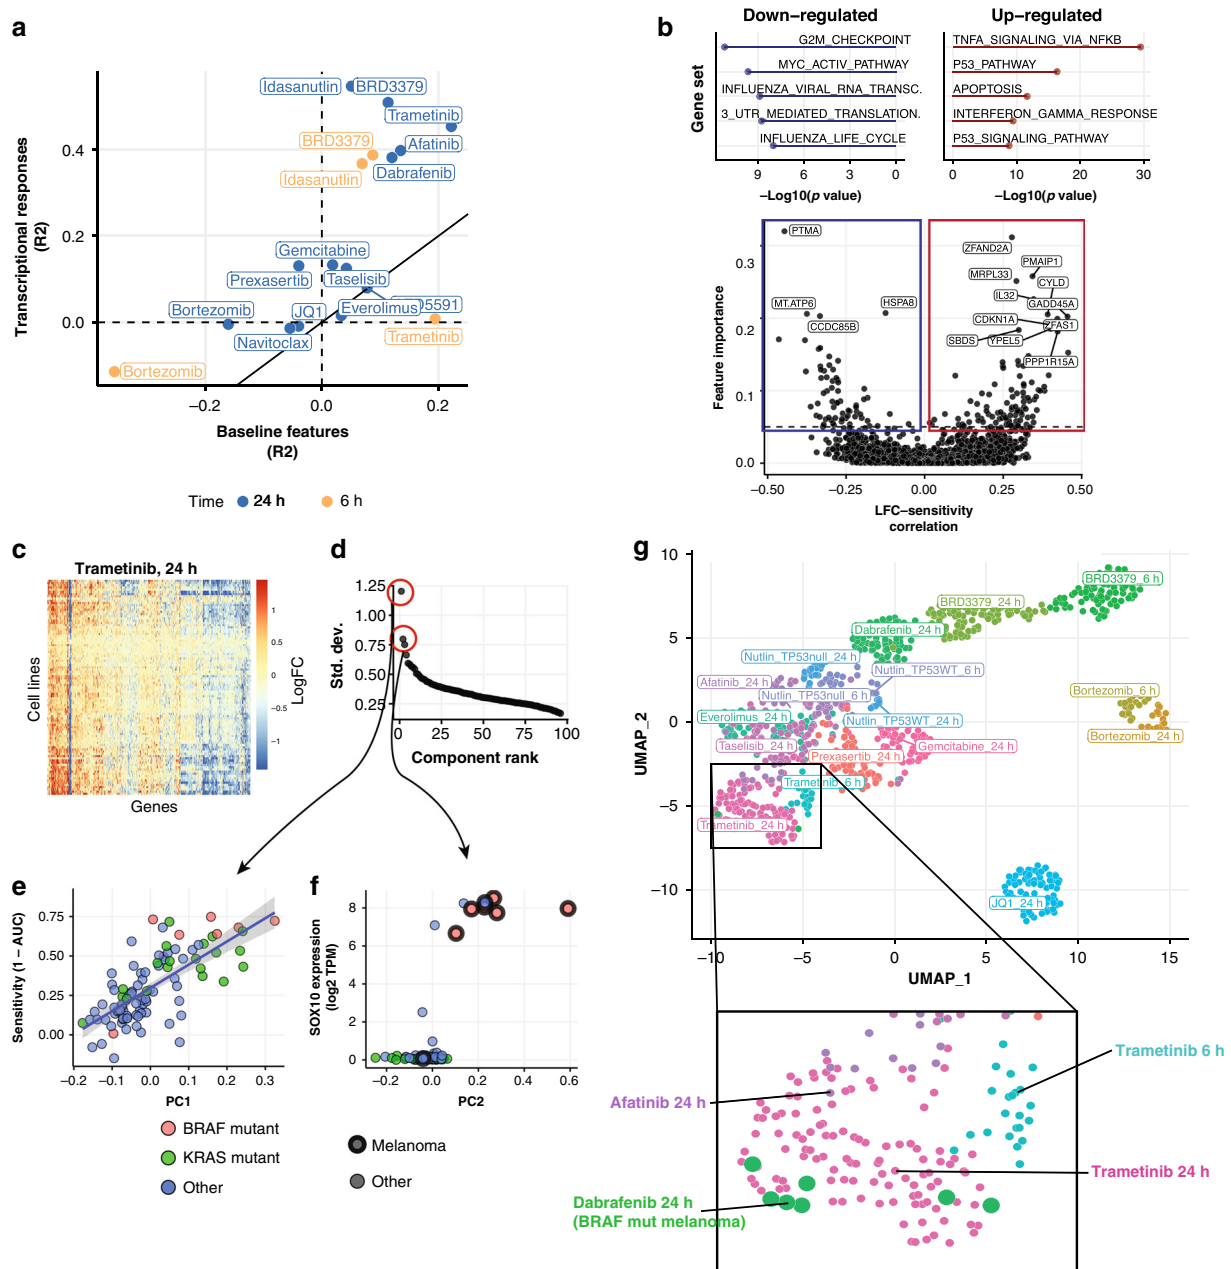 a
Transcriptional responses
(R2)
0.4
0.2
0.0
−0.2
0.0
0.2
Baseline features
(R2)
Idasanutlin
BRD3379
Trametinib
Afatinib
Dabrafenib
BRD3379
Idasanutlin
Gemcitabine
Prexasertib
Taselisib
Bortezomib
JQ1
Everolimus
5591
Navitoclax
Trametinib
Bortezomib
Time
24 h
6 h
b
Down−regulated
Up−regulated
Gene set
G2M_CHECKPOINT
MYC_ACTIV_PATHWAY
INFLUENZA_VIRAL_RNA_TRANSC.
3_UTR_MEDIATED_TRANSLATION.
INFLUENZA_LIFE_CYCLE
9
6
3
0
−Log10(p value)
TNFA_SIGNALING_VIA_NFKB
P53_PATHWAY
APOPTOSIS
INTERFERON_GAMMA_RESPONSE
P53_SIGNALING_PATHWAY
0
10
20
30
−Log10(p value)
Feature importance
0.3
0.2
0.1
0.0
PTMA
MT.ATP6
CCDC85B
HSPA8
ZFAND2A
PMAIP1
MRPL33
CYLD
IL32
GADD45A
CDKN1A
ZFAS1
SBDS
YPEL5
PPP1R15A
−0.50
−0.25
0.00
0.25
0.50
LFC−sensitivity
correlation
c
Trametinib, 24 h
Cell lines
Genes
1
0.5
0
−0.5
−1
LogFC
d
Std. dev.
1.25
1.00
0.75
0.50
0.25
0
25
50
75
100
Component rank
e
Sensitivity (1 − AUC)
0.75
0.50
0.25
0.00
−0.2
−0.1
0.0
0.1
0.2
0.3
PC1
BRAF mutant
KRAS mutant
Other
f
SOX10 expression
(log2 TPM)
8
6
4
2
0
−0.2
0.0
0.2
0.4
0.6
PC2
Melanoma
Other
g
UMAP_2
10
5
0
−5
−10
−10
−5
0
5
10
15
UMAP_1
BRD3379_6 h
BRD3379_24 h
Dabrafenib_24 h
Nutlin_TP53null_24 h
Nutlin_TP53WT_6 h
Afatinib_24 h
Nutlin_TP53null_6 h
Bortezomib_6 h
Everolimus_24 h
Nutlin_TP53WT_24 h
Bortezomib_24 h
Taselisib_24 h
Gemcitabine_24 h
Prexasertib_24 h
Trametinib_6 h
Trametinib_24 h
JQ1_24 h
Trametinib 6 h
Afatinib 24 h
Trametinib 24 h
Dabrafenib 24 h
(BRAF mut melanoma)